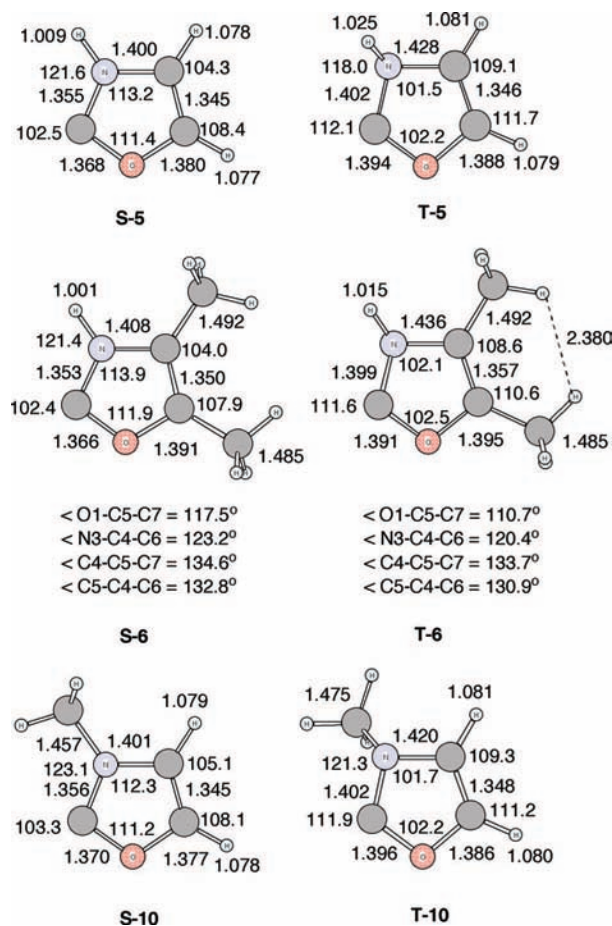 1.009 1.400 1.078
H H
121.6 N 104.3
1.355 113.2 1.345
102.5 111.4 108.4
1.368 O 1.380 H
1.077
S-5
1.025 1.428 1.081
H H
118.0 N 109.1
1.402 101.5 1.346
112.1 102.2 111.7
1.394 O 1.388 H
1.079
T-5
H H
1.001 H
H 1.408 1.492
121.4 N 104.0
1.353 113.9 1.350
102.4 111.9 107.9 H
1.366 O 1.391 1.485
H H
< O1-C5-C7 = 117.5°
< N3-C4-C6 = 123.2°
< C4-C5-C7 = 134.6°
< C5-C4-C6 = 132.8°
S-6
1.015 H
H 1.436 1.492 2.380
N 108.6
1.399 102.1 1.357
111.6 102.5 110.6 H
1.391 O 1.395 1.485
H
< O1-C5-C7 = 110.7°
< N3-C4-C6 = 120.4°
< C4-C5-C7 = 133.7°
< C5-C4-C6 = 130.9°
T-6
H 1.079
H H
1.457 1.401
123.1 N 105.1
1.356 112.3 1.345
103.3 111.2 108.1
1.370 O 1.377 H
1.078
S-10
H 1.081
1.475 H
H 1.420
H
121.3 N 109.3
1.402 101.7 1.348
111.9 102.2 111.2
1.396 O 1.386 H
1.080
T-10